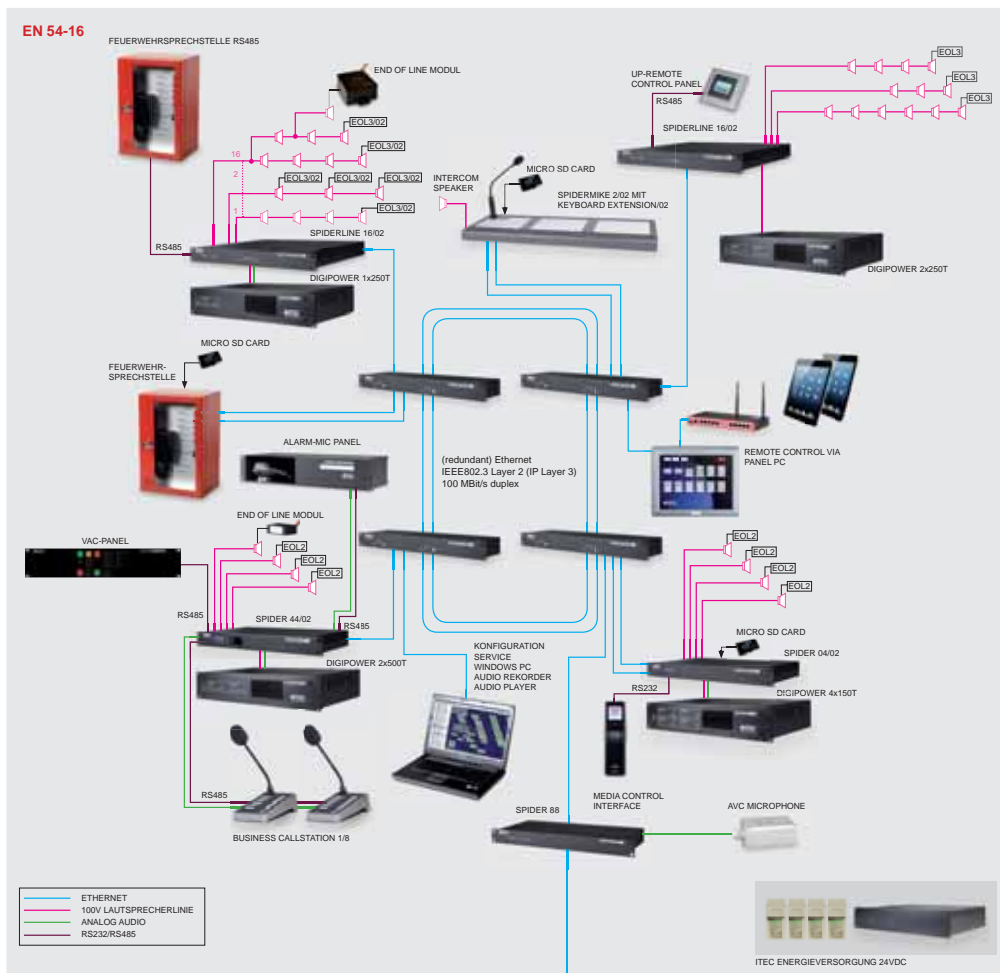 EN 54-16
FEUERWEHRSPRECHSTELLE RS485
END OF LINE MODUL
EOL3/02
EOL3/02
16
2
EOL3/02
EOL3/02
EOL3/02
1
EOL3/02
RS485
SPIDERLINE 16/02
DIGIPOWER 1x250T
INTERCOM
SPEAKER
MICRO SD CARD
SPIDERMIKE 2/02 MIT
KEYBOARD EXTENSION/02
UP-REMOTE
CONTROL PANEL
RS485
SPIDERLINE 16/02
EOL3
EOL3
EOL3
DIGIPOWER 2x250T
MICRO SD CARD
FEUERWEHR-
SPRECHSTELLE
ALARM-MIC PANEL
(redundant) Ethernet
IEEE802.3 Layer 2 (IP Layer 3)
100 MBit/s duplex
REMOTE CONTROL VIA
PANEL PC
VAC-PANEL
END OF LINE MODUL
EOL2
EOL2
EOL2
RS485
SPIDER 44/02
RS485
DIGIPOWER 2x500T
RS485
BUSINESS CALLSTATION 1/8
KONFIGURATION
SERVICE
WINDOWS PC
AUDIO REKORDER
AUDIO PLAYER
EOL2
EOL2
EOL2
EOL2
MICRO SD CARD
SPIDER 04/02
RS232
DIGIPOWER 4x150T
MEDIA CONTROL
INTERFACE
SPIDER 88
AVC MICROPHONE
ETHERNET
100V LAUTSPRECHERLINIE
ANALOG AUDIO
RS232/RS485
ITEC ENERGIEVERSORGUNG 24VDC